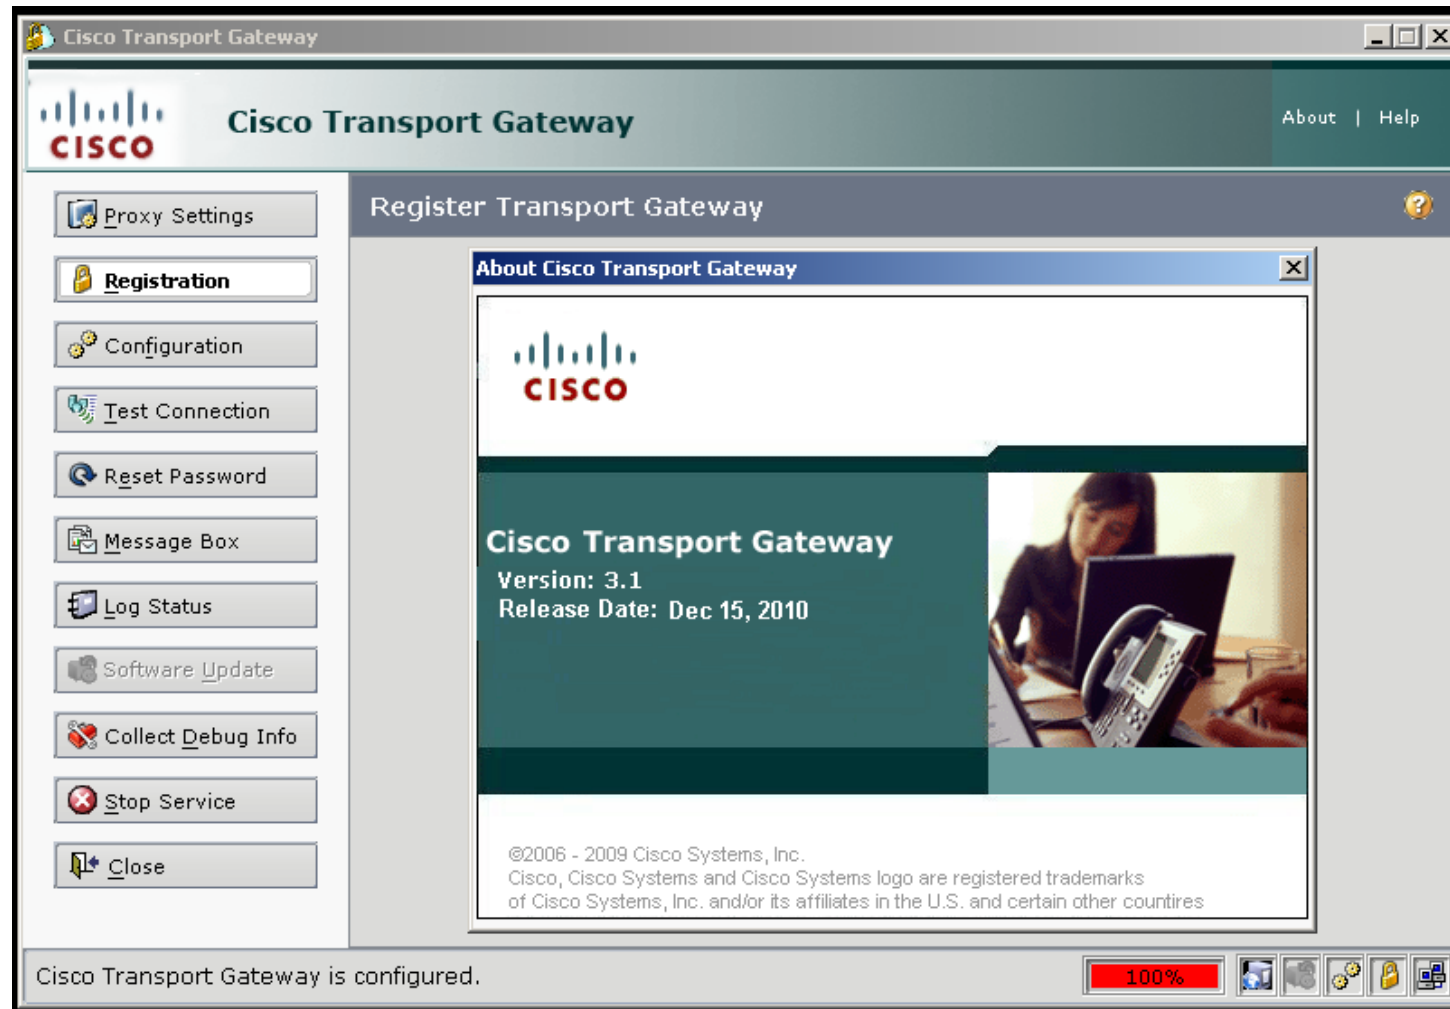 Cisco Transport Gateway
CISCO
Cisco Transport Gateway
About | Help
Proxy Settings
Registration
Configuration
Test Connection
Reset Password
Message Box
Log Status
Software Update
Collect Debug Info
Stop Service
Close
Register Transport Gateway
About Cisco Transport Gateway
CISCO
Cisco Transport Gateway
Version: 3.1
Release Date: Dec 15, 2010
©2006 - 2009 Cisco Systems, Inc.
Cisco, Cisco Systems and Cisco Systems logo are registered trademarks
of Cisco Systems, Inc. and/or its affiliates in the U.S. and certain other countires
Cisco Transport Gateway is configured.
100%